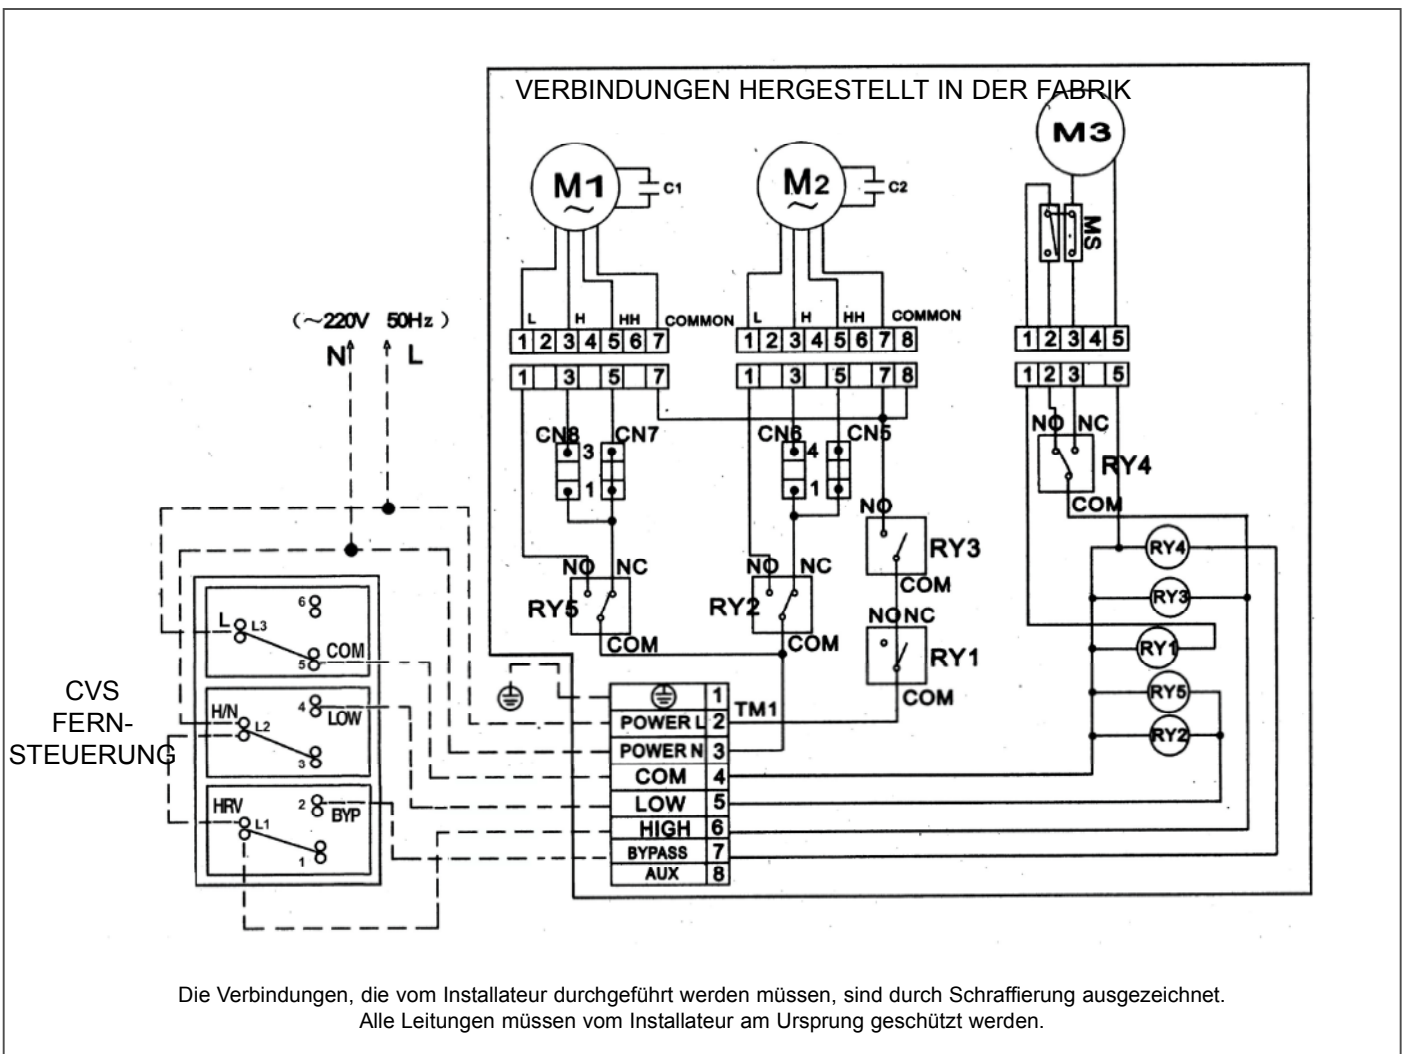 VERBINDUNGEN HERGESTELLT IN DER FABRIK
M1
~
C1
M2
~
C2
M3
MS
L H HH COMMON
1 2 3 4 5 6 7
1 3 5 7
L H HH COMMON
1 2 3 4 5 6 7 8
1 3 5 7 8
1 2 3 4 5
1 2 3 5
(~220V 50Hz)
N L
CN8 CN7
3
1
CN6 CN5
4
1
NO NC
RY4
COM
NO
RY3
COM
NO NC
RY1
COM
NO NC
RY5
COM
NO NC
RY2
COM
RY4
RY3
RY1
RY5
RY2
CVS
FERN-
STEUERUNG
L L3
6
5
COM
H/N L2
4
LOW
3
HRV L1
2
BYP
1
TM1
1
POWER L 2
POWER N 3
COM 4
LOW 5
HIGH 6
BYPASS 7
AUX 8
Die Verbindungen, die vom Installateur durchgeführt werden müssen, sind durch Schraffierung ausgezeichnet.
Alle Leitungen müssen vom Installateur am Ursprung geschützt werden.